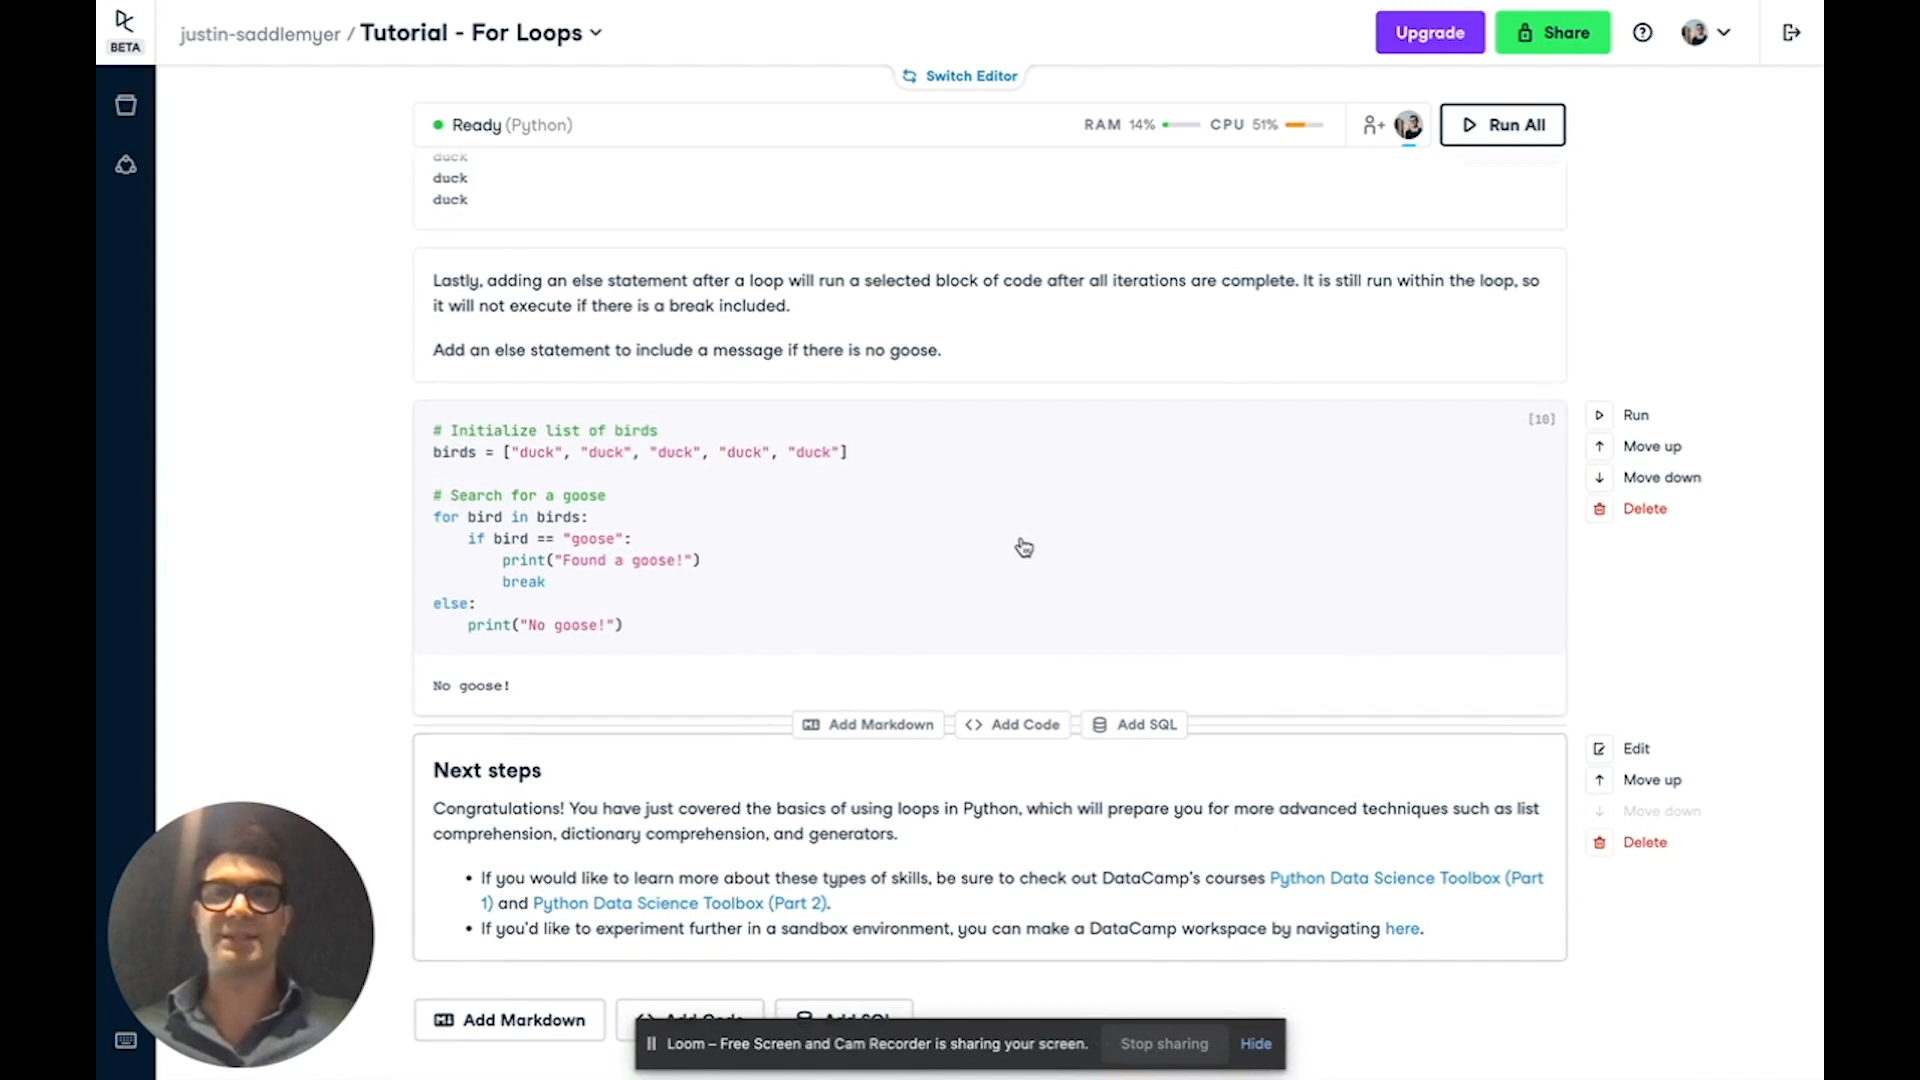 BETA
justin-saddlemyer / Tutorial - For Loops
Upgrade
Share
Switch Editor
Ready (Python)
RAM 14%
CPU 51%
Run All
duck
duck
duck
Lastly, adding an else statement after a loop will run a selected block of code after all iterations are complete. It is still run within the loop, so
it will not execute if there is a break included.
Add an else statement to include a message if there is no goose.
[10]
# Initialize list of birds
birds = ["duck", "duck", "duck", "duck", "duck"]
# Search for a goose
for bird in birds:
if bird == "goose":
print("Found a goose!")
break
else:
print("No goose!")
Run
Move up
Move down
Delete
No goose!
Add Markdown
Add Code
Add SQL
Next steps
Congratulations! You have just covered the basics of using loops in Python, which will prepare you for more advanced techniques such as list
comprehension, dictionary comprehension, and generators.
• If you would like to learn more about these types of skills, be sure to check out DataCamp's courses Python Data Science Toolbox (Part
1) and Python Data Science Toolbox (Part 2).
• If you'd like to experiment further in a sandbox environment, you can make a DataCamp workspace by navigating here.
Edit
Move up
Move down
Delete
Add Markdown
Add Code
Add SQL
Loom – Free Screen and Cam Recorder is sharing your screen.
Stop sharing
Hide